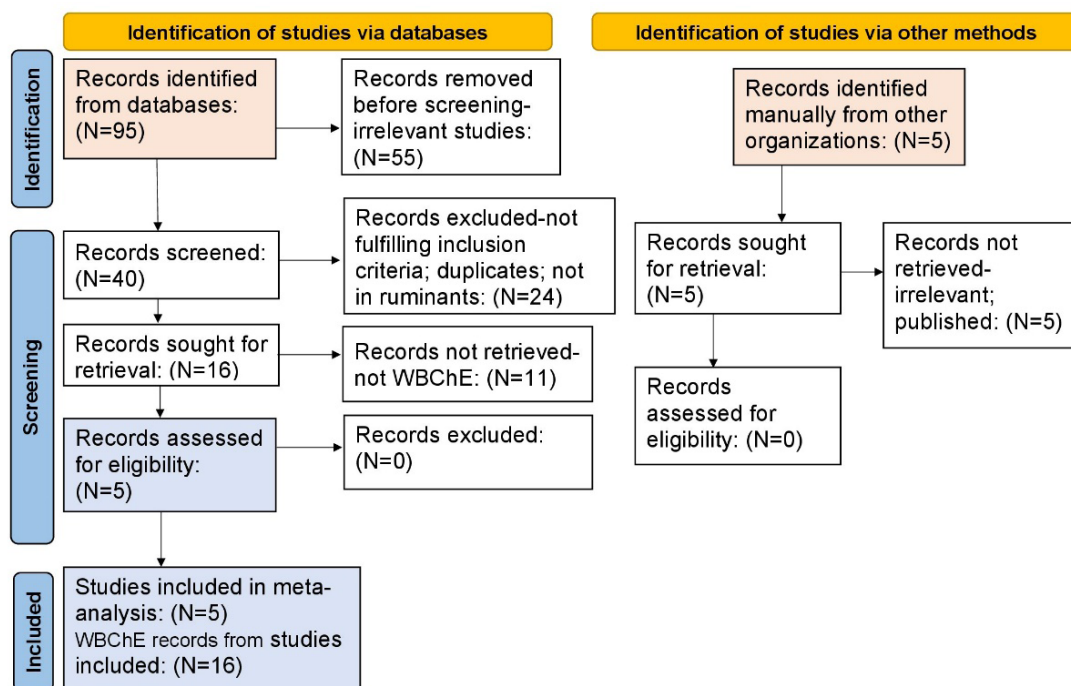 Identification of studies via databases
Identification of studies via other methods
Identification
Records identified
from databases:
(N=95)
Records removed
before screening-
irrelevant studies:
(N=55)
Records identified
manually from other
organizations: (N=5)
Screening
Records screened:
(N=40)
Records excluded-not
fulfilling inclusion
criteria; duplicates; not
in ruminants: (N=24)
Records sought
for retrieval:
(N=5)
Records not
retrieved-
irrelevant;
published: (N=5)
Records sought for
retrieval: (N=16)
Records not retrieved-
not WBChE: (N=11)
Records
assessed for
eligibility: (N=0)
Records assessed
for eligibility:
(N=5)
Records excluded:
(N=0)
Included
Studies included in meta-
analysis: (N=5)
WBChE records from studies
included: (N=16)